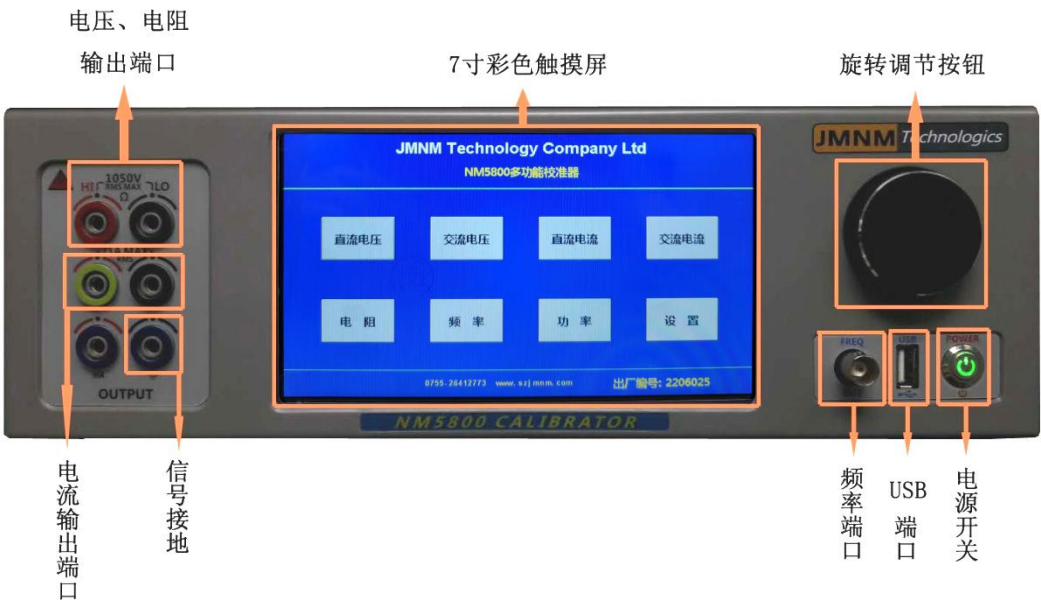 电压、电阻
输出端口
7寸彩色触摸屏
旋转调节按钮
JMNM Technologics
JMNM Technology Company Ltd
NM5800多功能校准器
1050V
HI RMS MAX LO
Ω
直流电压 交流电压 直流电流 交流电流
电 阻 频 率 功 率 设 置
FREQ USB POWER
OUTPUT
0755-26412773 www.szjmnm.com 出厂编号: 2206025
NM5800 CALIBRATOR
电流输出端口
信号接地
频率端口
USB
端口
电源开关